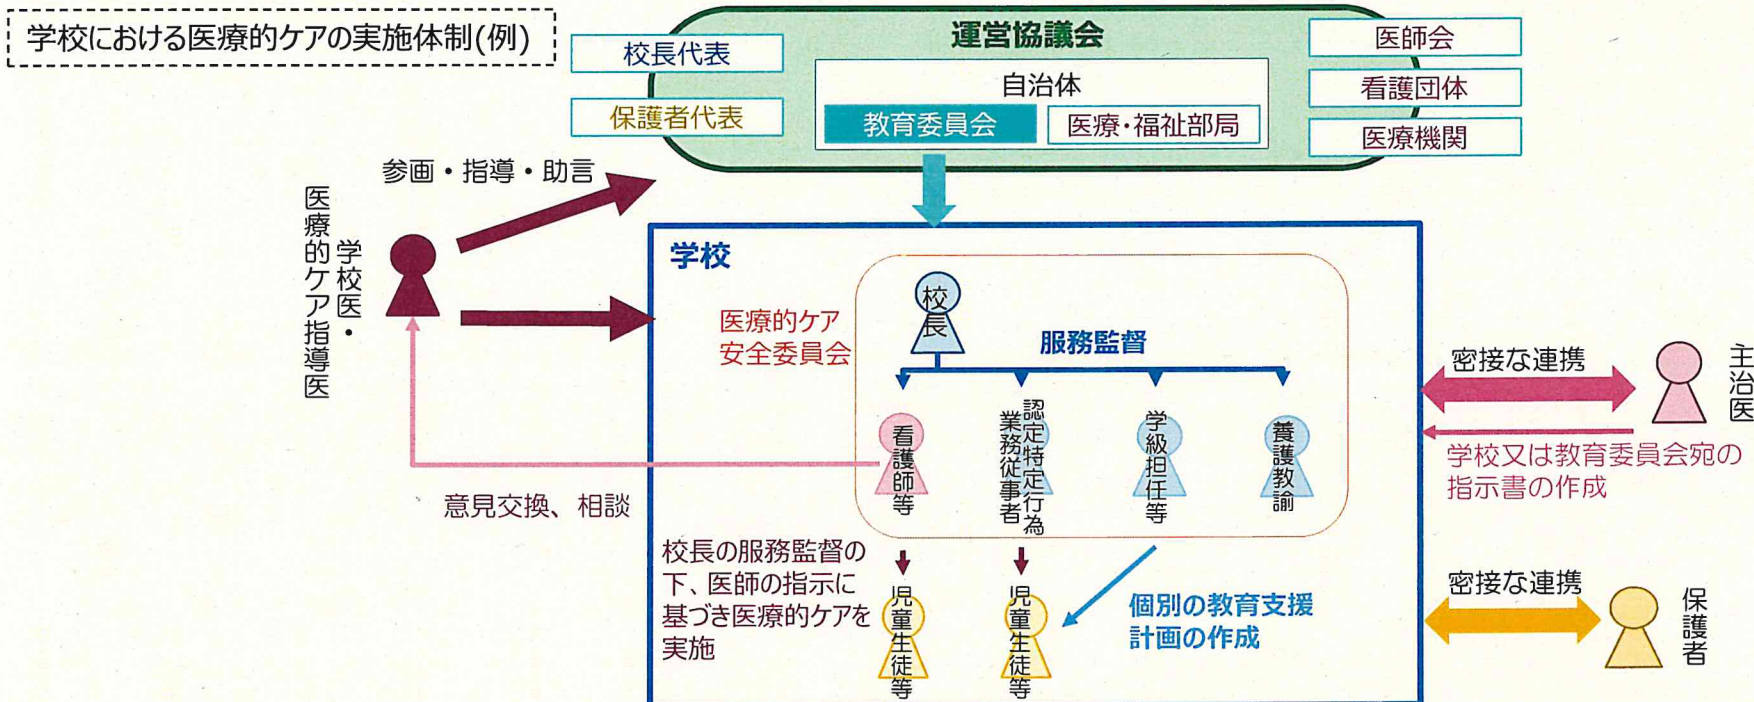 学校における医療的ケアの実施体制(例)
運営協議会
校長代表
保護者代表
自治体
教育委員会
医療・福祉部局
医師会
看護団体
医療機関
参画・指導・助言
学校医・
医療的ケア指導医
学校
医療的ケア
安全委員会
校長
服務監督
看護師等
認定特定行為
業務従事者
学級担任等
養護教諭
意見交換、相談
校長の服務監督の
下、医師の指示に
基づき医療的ケアを
実施
児童生徒等
児童生徒等
個別の教育支援
計画の作成
密接な連携
主治医
学校又は教育委員会宛の
指示書の作成
密接な連携
保護者